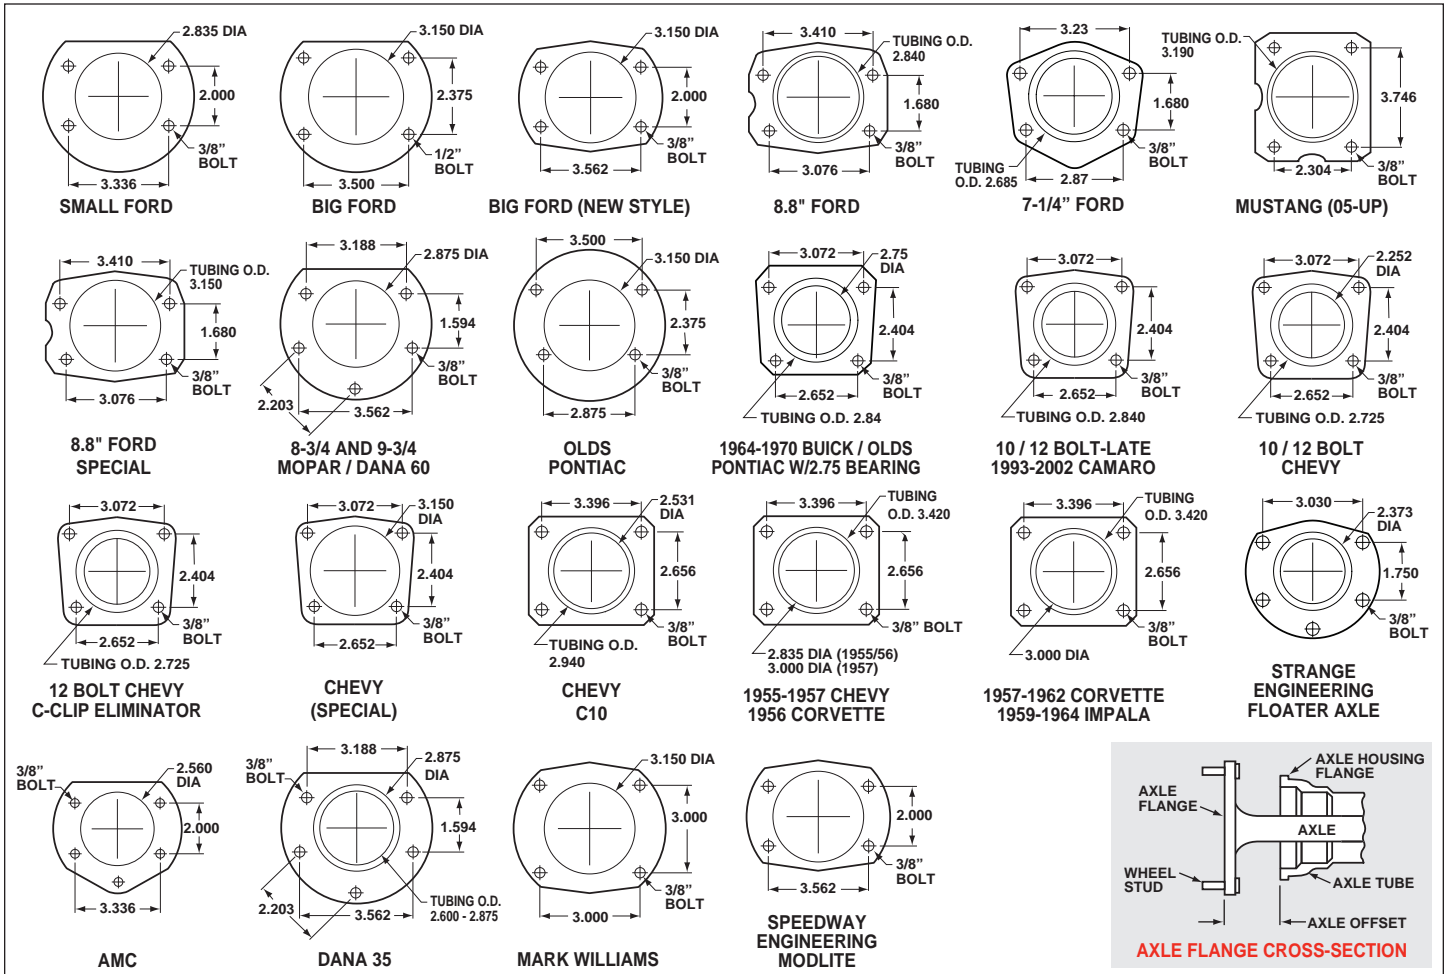 2.835 DIA
2.000
3/8”
BOLT
3.336
SMALL FORD
3.150 DIA
2.375
1/2”
BOLT
3.500
BIG FORD
3.150 DIA
2.000
3/8”
BOLT
3.562
BIG FORD (NEW STYLE)
3.410
TUBING O.D.
2.840
1.680
3/8”
BOLT
3.076
8.8" FORD
3.23
1.680
3/8”
BOLT
TUBING
O.D. 2.685
2.87
7-1/4” FORD
TUBING O.D.
3.190
3.746
3/8”
BOLT
2.304
MUSTANG (05-UP)
3.410
TUBING O.D.
3.150
1.680
3/8”
BOLT
3.076
8.8" FORD
SPECIAL
3.188
2.875 DIA
1.594
3/8”
BOLT
2.203
3.562
8-3/4 AND 9-3/4
MOPAR / DANA 60
3.500
3.150 DIA
2.375
3/8”
BOLT
2.875
OLDS
PONTIAC
3.072
2.75
DIA
2.404
3/8”
BOLT
2.652
TUBING O.D. 2.84
1964-1970 BUICK / OLDS
PONTIAC W/2.75 BEARING
3.072
2.404
3/8”
BOLT
2.652
TUBING O.D. 2.840
10 / 12 BOLT-LATE
1993-2002 CAMARO
3.072
2.252
DIA
2.404
3/8”
BOLT
2.652
TUBING O.D. 2.725
10 / 12 BOLT
CHEVY
3.072
2.404
3/8”
BOLT
2.652
TUBING O.D. 2.725
12 BOLT CHEVY
C-CLIP ELIMINATOR
3.072
3.150
DIA
2.404
3/8”
BOLT
2.652
CHEVY
(SPECIAL)
3.396
2.531
DIA
2.656
3/8”
BOLT
TUBING O.D.
2.940
CHEVY
C10
3.396
TUBING
O.D. 3.420
2.656
3/8” BOLT
2.835 DIA (1955/56)
3.000 DIA (1957)
1955-1957 CHEVY
1956 CORVETTE
3.396
TUBING
O.D. 3.420
2.656
3/8”
BOLT
3.000 DIA
1957-1962 CORVETTE
1959-1964 IMPALA
3.030
2.373
DIA
1.750
3/8”
BOLT
STRANGE
ENGINEERING
FLOATER AXLE
3/8”
BOLT
2.560
DIA
2.000
3.336
AMC
3/8”
BOLT
3.188
2.875
DIA
1.594
2.203
3.562
TUBING O.D.
2.600 - 2.875
DANA 35
3.150 DIA
3.000
3/8”
BOLT
3.000
MARK WILLIAMS
2.000
3/8”
BOLT
3.562
SPEEDWAY
ENGINEERING
MODLITE
AXLE HOUSING
FLANGE
AXLE
FLANGE
AXLE
WHEEL
STUD
AXLE TUBE
AXLE OFFSET
AXLE FLANGE CROSS-SECTION